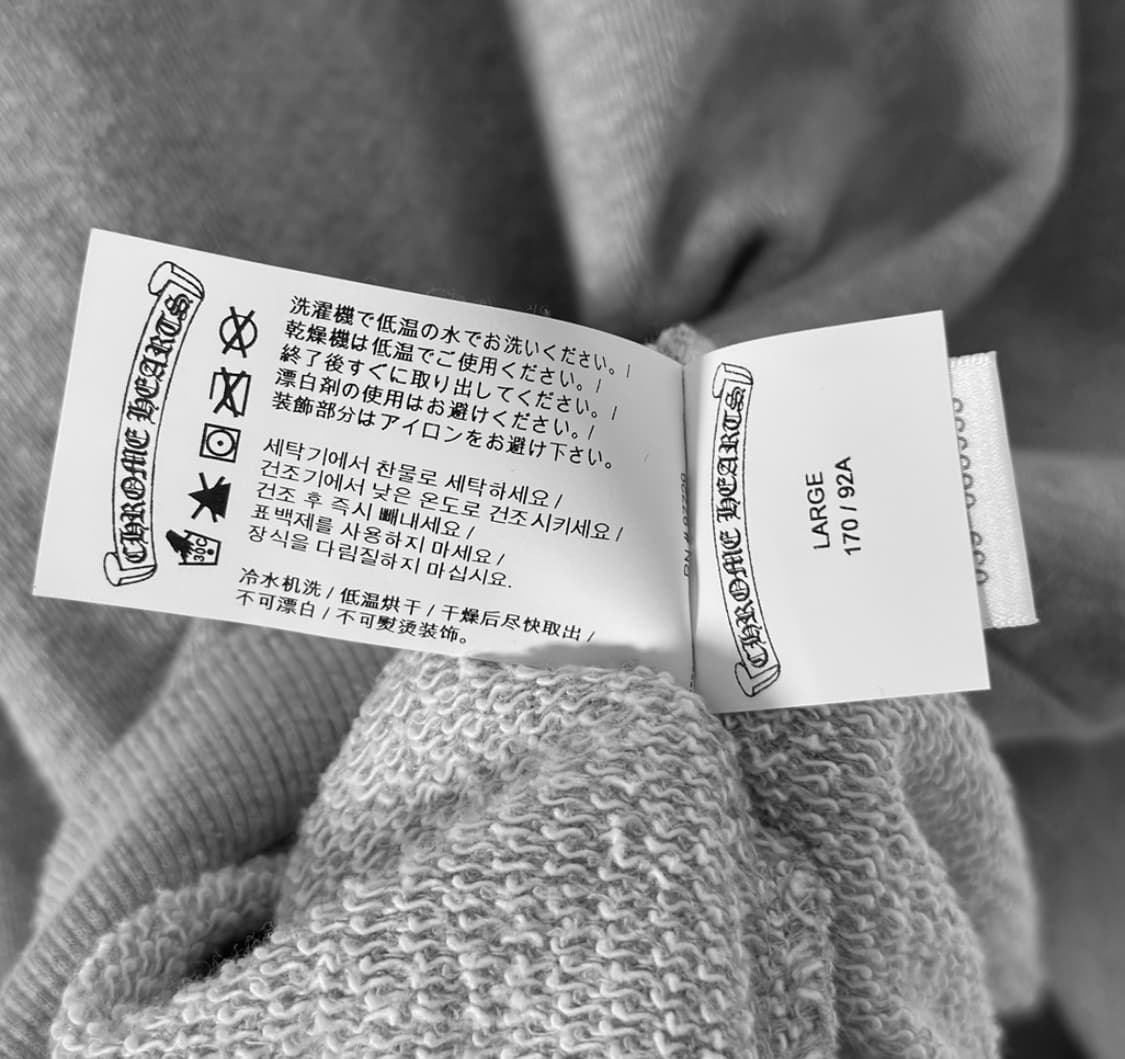 CHROME HEARTS
洗濯機で低温の水でお洗いください。/
乾燥機は低温でご使用ください。/
終了後すぐに取り出してください。/
漂白剤の使用はお避けください。/
装飾部分はアイロンをお避け下さい。
세탁기에서 찬물로 세탁하세요 /
건조기에서 낮은 온도로 건조시키세요 /
건조 후 즉시 빼내세요 /
표백제를 사용하지 마세요 /
장식을 다림질하지 마십시요.
冷水机洗 / 低温烘干 / 干燥后尽快取出 /
不可漂白 / 不可熨烫装饰。
30C
CHROME HEARTS
LARGE
170 / 92A